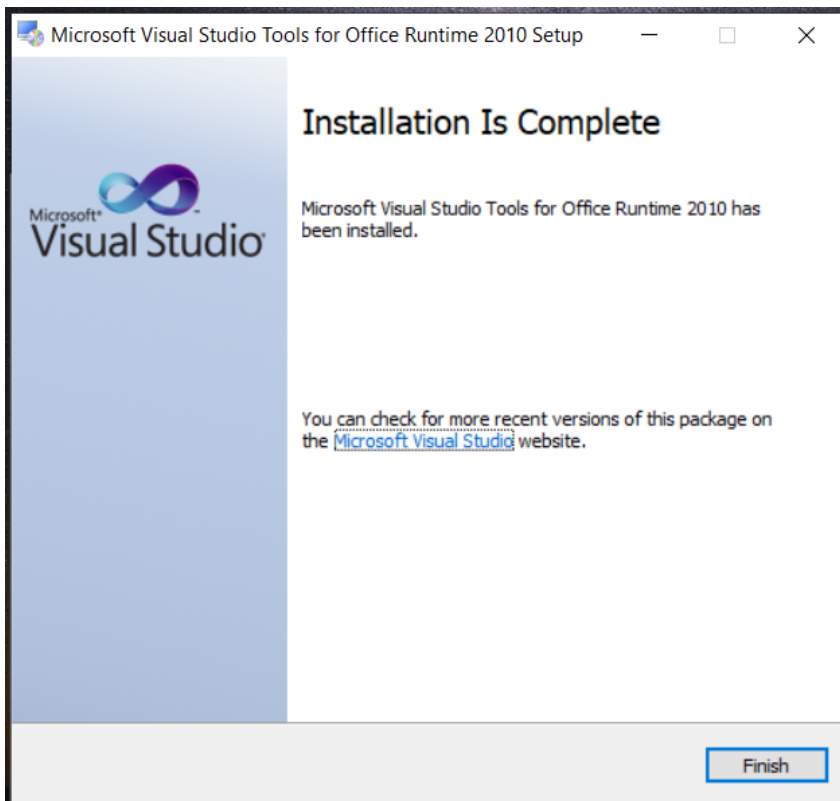 Microsoft Visual Studio Tools for Office Runtime 2010 Setup
Installation Is Complete
Microsoft®
Visual Studio®
Microsoft Visual Studio Tools for Office Runtime 2010 has
been installed.
You can check for more recent versions of this package on
the Microsoft Visual Studio website.
Finish